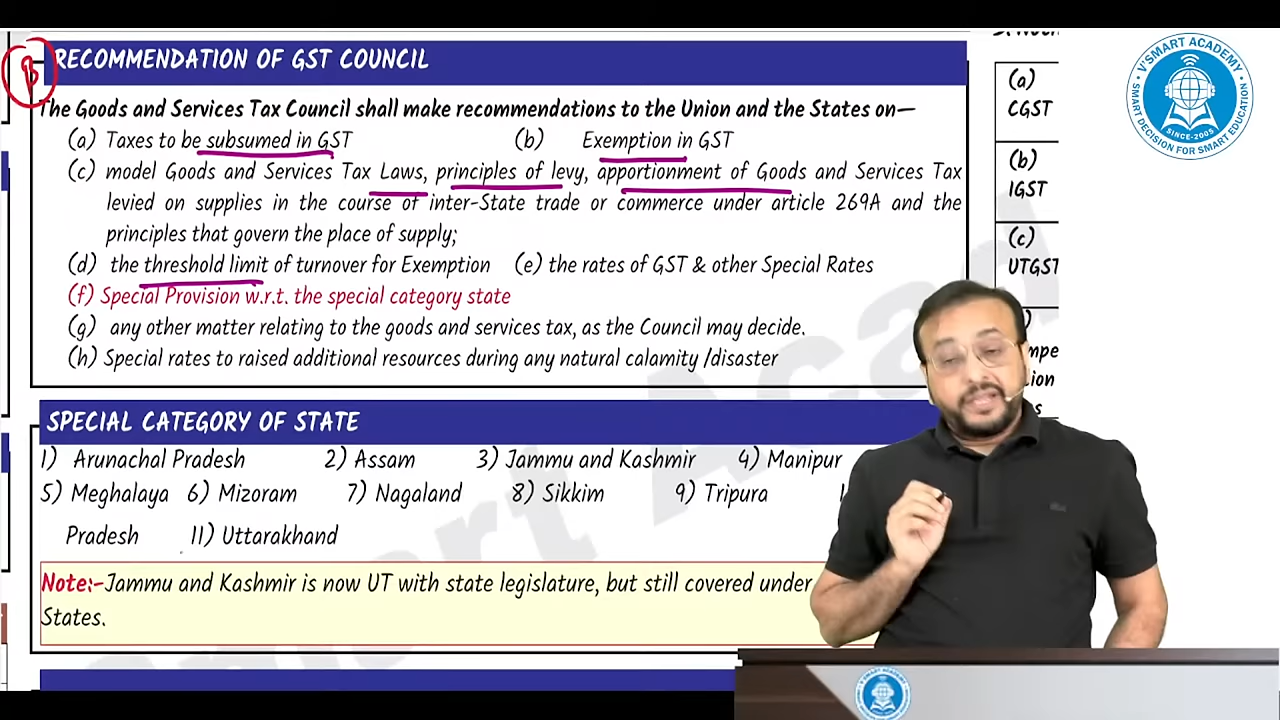 B
RECOMMENDATION OF GST COUNCIL
The Goods and Services Tax Council shall make recommendations to the Union and the States on—
(a) Taxes to be subsumed in GST (b) Exemption in GST
(c) model Goods and Services Tax Laws, principles of levy, apportionment of Goods and Services Tax
levied on supplies in the course of inter-State trade or commerce under article 269A and the
principles that govern the place of supply;
(d) the threshold limit of turnover for Exemption (e) the rates of GST & other Special Rates
(f) Special Provision w.r.t. the special category state
(g) any other matter relating to the goods and services tax, as the Council may decide.
(h) Special rates to raised additional resources during any natural calamity /disaster
SPECIAL CATEGORY OF STATE
1) Arunachal Pradesh 2) Assam 3) Jammu and Kashmir 4) Manipur
5) Meghalaya 6) Mizoram 7) Nagaland 8) Sikkim 9) Tripura
Pradesh 11) Uttarakhand
Note:-Jammu and Kashmir is now UT with state legislature, but still covered under
States.
(a)
CGST
(b)
IGST
(c)
UTGST
V'SMART ACADEMY
SINCE-2005
SMART DECISION FOR SMART EDUCATION